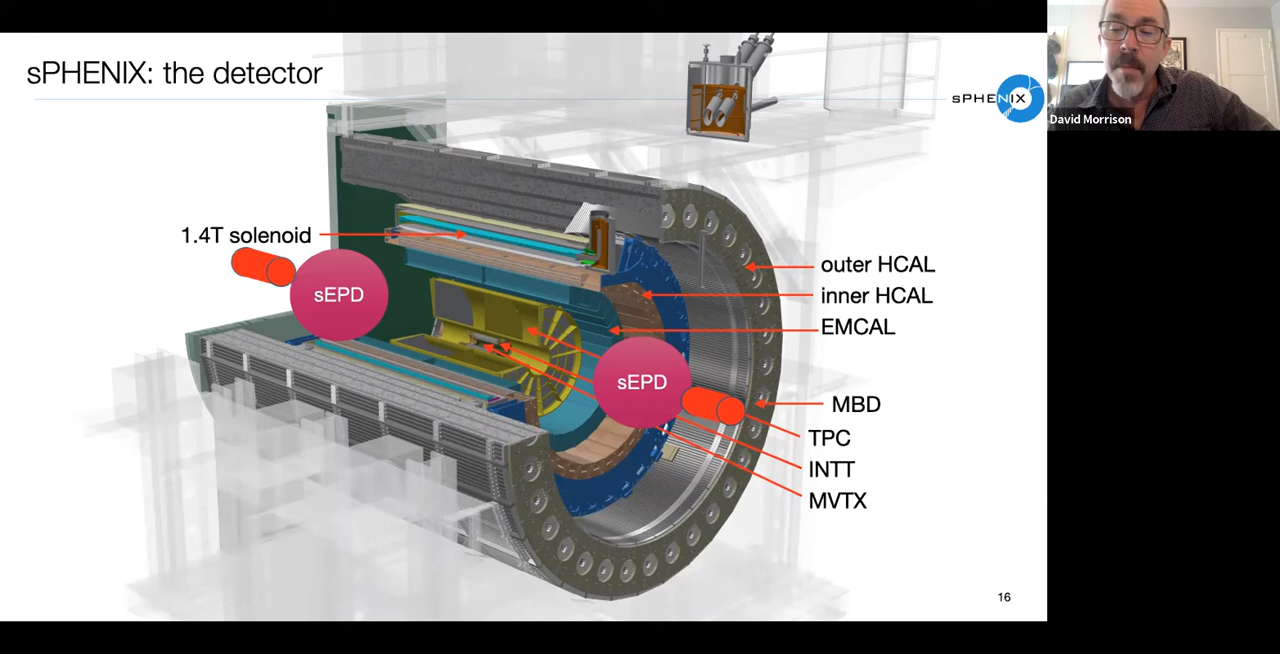 sPHENIX: the detector
sPHENIX
David Morrison
1.4T solenoid
sEPD
outer HCAL
inner HCAL
EMCAL
sEPD
MBD
TPC
INTT
MVTX
16